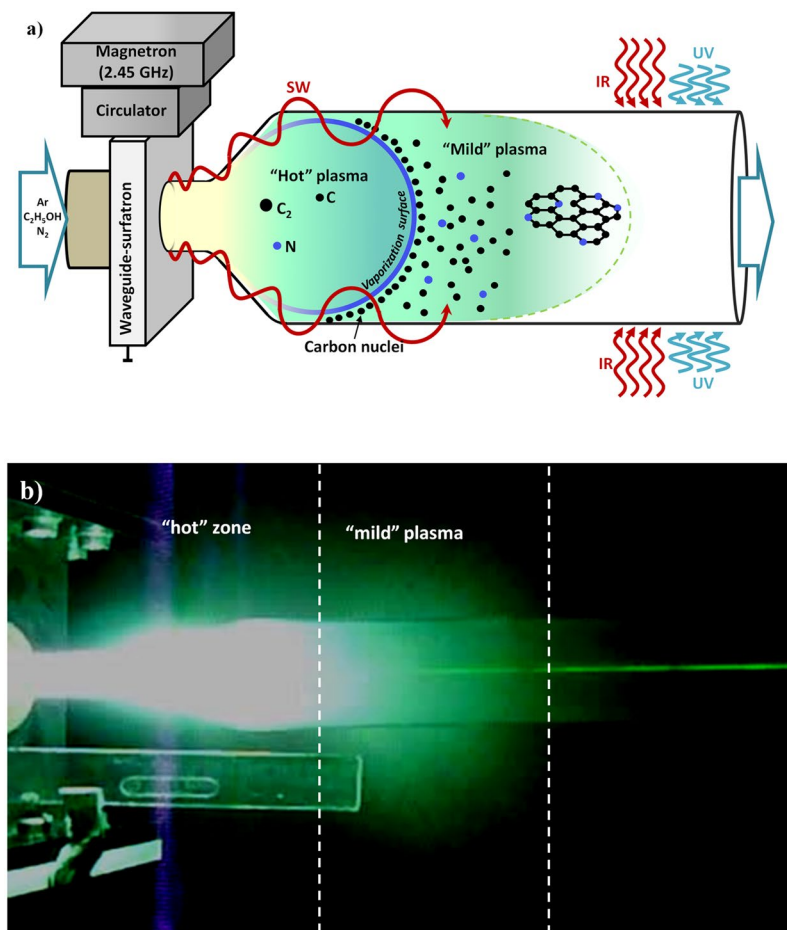 a)
Magnetron
(2.45 GHz)
Circulator
Waveguide-surfatron
Ar
C₂H₅OH
N₂
SW
"Hot" plasma
C₂
C
N
Vaporization surface
Carbon nuclei
"Mild" plasma
IR
UV
IR
UV
b)
"hot" zone
"mild" plasma